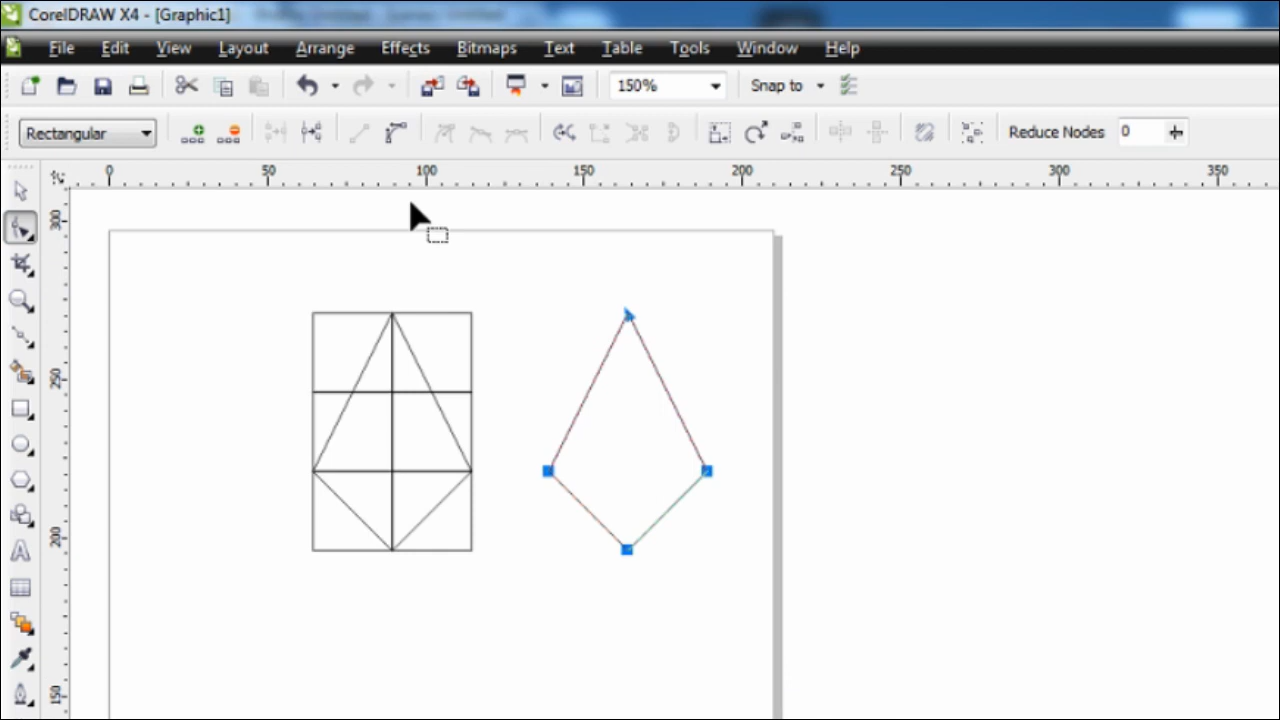 CorelDRAW X4 - [Graphic1]
File Edit View Layout Arrange Effects Bitmaps Text Table Tools Window Help
150% Snap to
Rectangular Reduce Nodes 0
0 50 100 150 200 250 300 350
300
250
200
150